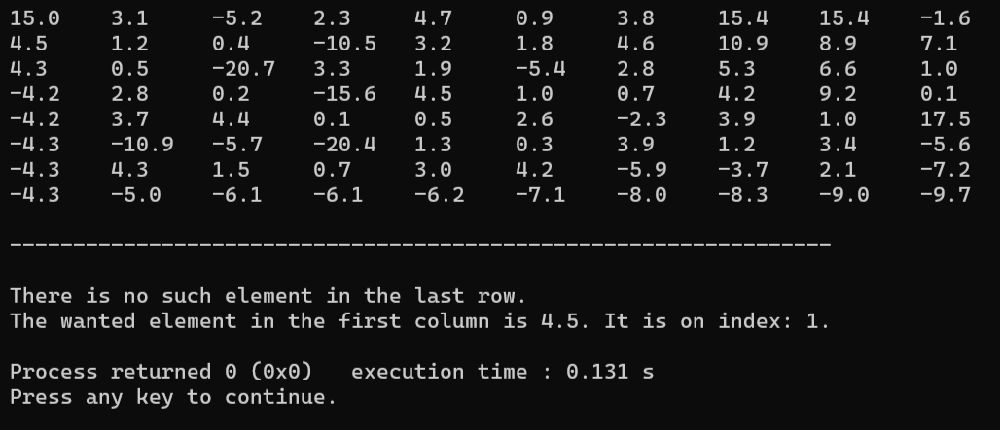 15.0 3.1 -5.2 2.3 4.7 0.9 3.8 15.4 15.4 -1.6
4.5 1.2 0.4 -10.5 3.2 1.8 4.6 10.9 8.9 7.1
4.3 0.5 -20.7 3.3 1.9 -5.4 2.8 5.3 6.6 1.0
-4.2 2.8 0.2 -15.6 4.5 1.0 0.7 4.2 9.2 0.1
-4.2 3.7 4.4 0.1 0.5 2.6 -2.3 3.9 1.0 17.5
-4.3 -10.9 -5.7 -20.4 1.3 0.3 3.9 1.2 3.4 -5.6
-4.3 4.3 1.5 0.7 3.0 4.2 -5.9 -3.7 2.1 -7.2
-4.3 -5.0 -6.1 -6.1 -6.2 -7.1 -8.0 -8.3 -9.0 -9.7
-----------------------------------------------------------------
There is no such element in the last row.
The wanted element in the first column is 4.5. It is on index: 1.
Process returned 0 (0x0)   execution time : 0.131 s
Press any key to continue.